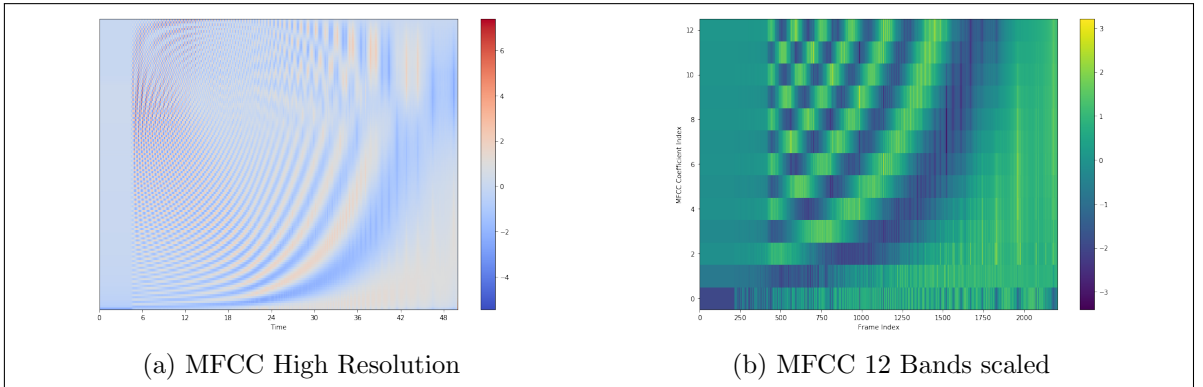 6
4
2
0
−2
−4
0 6 12 18 24 30 36 42 48
Time
(a) MFCC High Resolution
12
10
8
6
4
2
0
MFCC Coefficient Index
0 250 500 750 1000 1250 1500 1750 2000
Frame Index
3
2
1
0
−1
−2
−3
(b) MFCC 12 Bands scaled